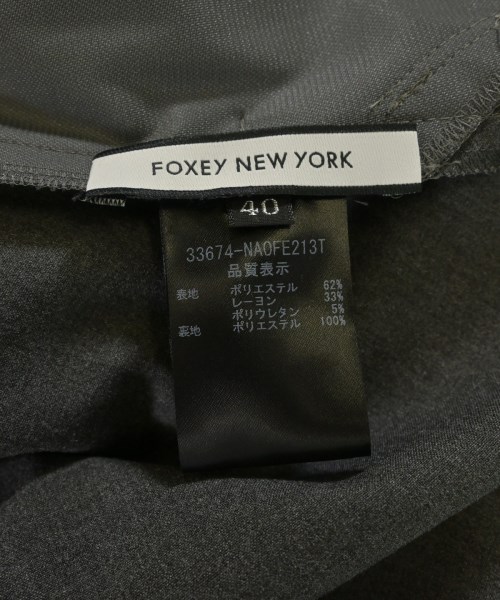 FOXEY NEW YORK
40
33674-NAOFE213T
品質表示
表地 ポリエステル 62%
レーヨン 33%
ポリウレタン 5%
裏地 ポリエステル 100%